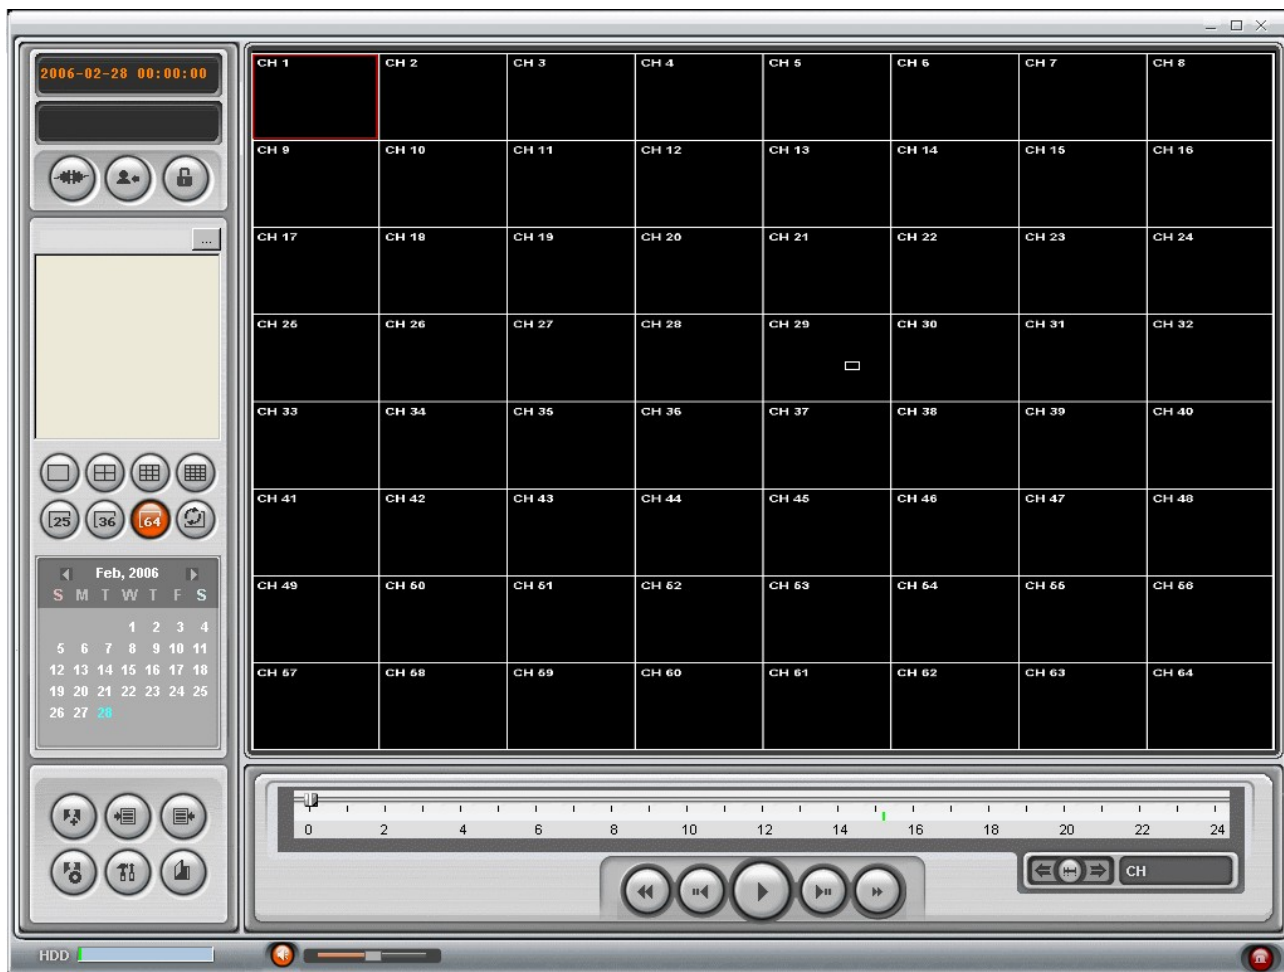 2006-02-28 00:00:00
...
25 36 64
Feb, 2006
S M T W T F S
1 2 3 4
5 6 7 8 9 10 11
12 13 14 15 16 17 18
19 20 21 22 23 24 25
26 27 28
CH 1 CH 2 CH 3 CH 4 CH 5 CH 6 CH 7 CH 8
CH 9 CH 10 CH 11 CH 12 CH 13 CH 14 CH 15 CH 16
CH 17 CH 18 CH 19 CH 20 CH 21 CH 22 CH 23 CH 24
CH 25 CH 26 CH 27 CH 28 CH 29 CH 30 CH 31 CH 32
CH 33 CH 34 CH 35 CH 36 CH 37 CH 38 CH 39 CH 40
CH 41 CH 42 CH 43 CH 44 CH 45 CH 46 CH 47 CH 48
CH 49 CH 50 CH 51 CH 52 CH 53 CH 54 CH 55 CH 56
CH 57 CH 58 CH 59 CH 60 CH 61 CH 62 CH 63 CH 64
0 2 4 6 8 10 12 14 16 18 20 22 24
CH
HDD